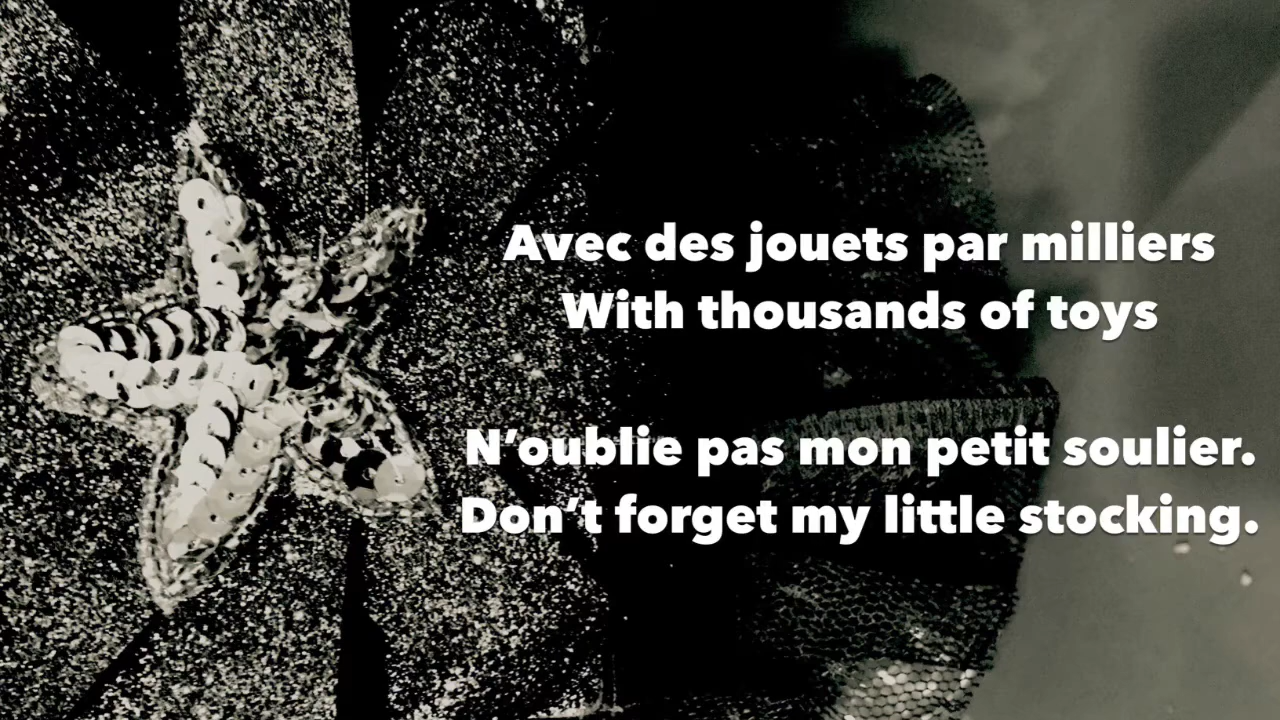 Avec des jouets par milliers
With thousands of toys
N’oublie pas mon petit soulier.
Don’t forget my little stocking.